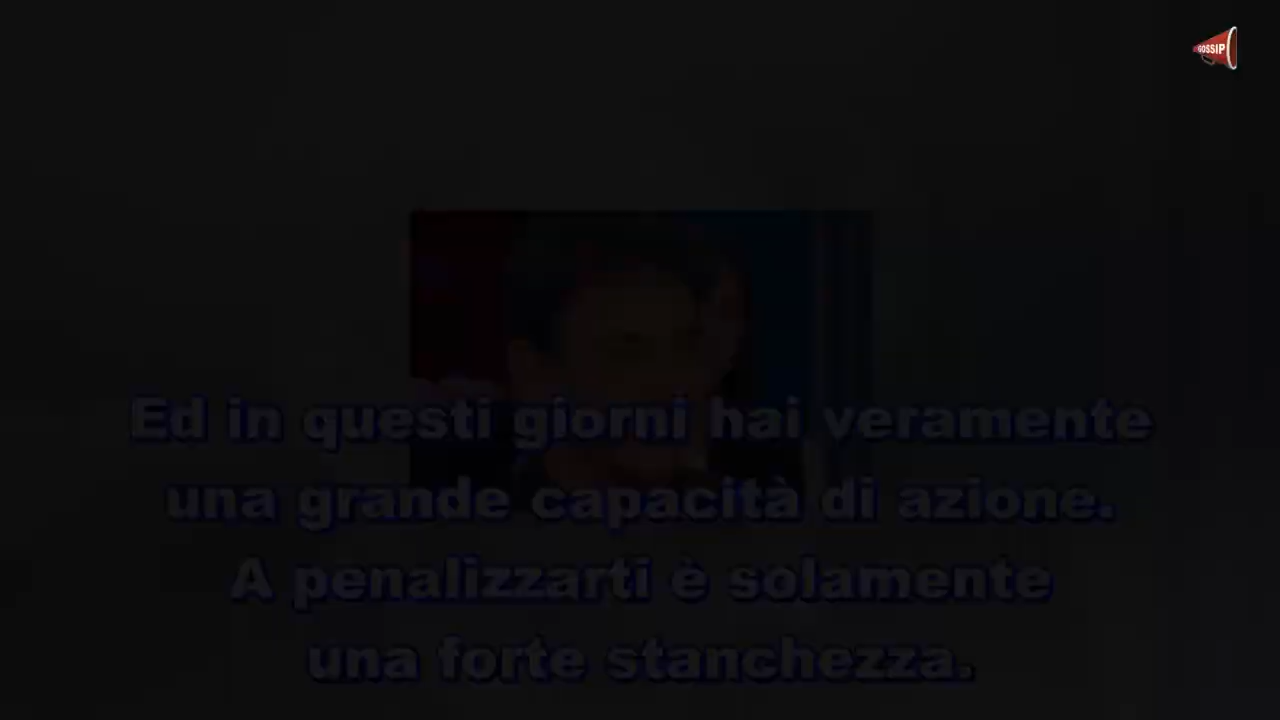 GOSSIP
Ed in questi giorni hai veramente
una grande capacità di azione.
A penalizzarti è solamente
una forte stanchezza.